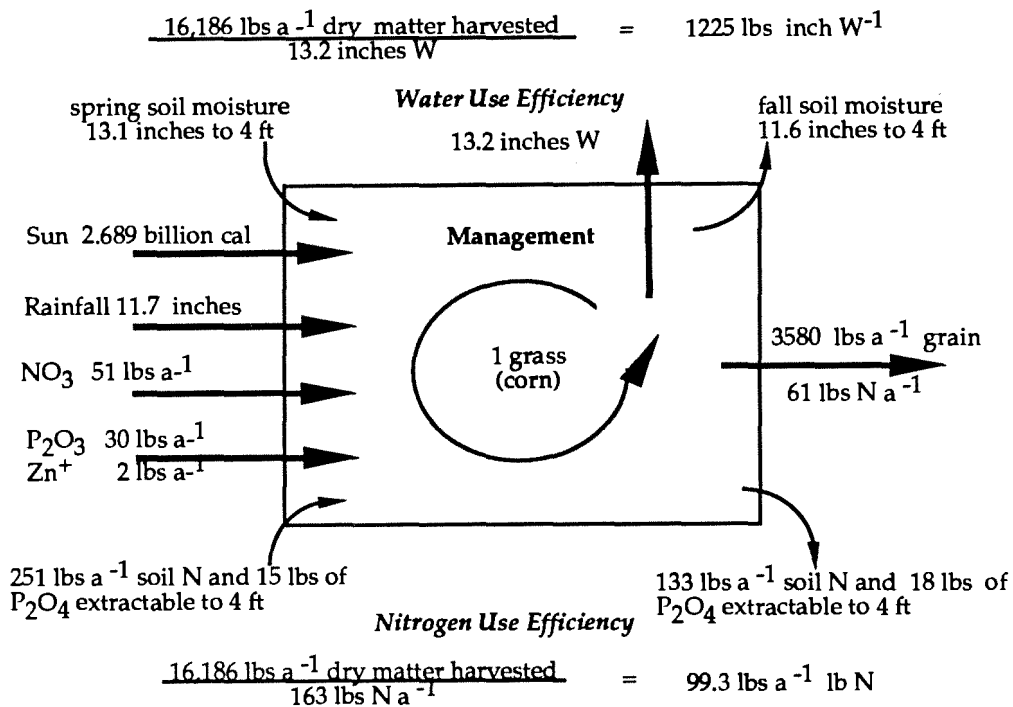 16,186 lbs a -1 dry matter harvested = 1225 lbs inch W-1
13.2 inches W
Water Use Efficiency
spring soil moisture
13.1 inches to 4 ft
13.2 inches W
fall soil moisture
11.6 inches to 4 ft
Sun 2.689 billion cal
Management
Rainfall 11.7 inches
NO3 51 lbs a-1
P2O3 30 lbs a-1
Zn+ 2 lbs a-1
1 grass
(corn)
3580 lbs a -1 grain
61 lbs N a -1
251 lbs a -1 soil N and 15 lbs of
P2O4 extractable to 4 ft
133 lbs a -1 soil N and 18 lbs of
P2O4 extractable to 4 ft
Nitrogen Use Efficiency
16,186 lbs a -1 dry matter harvested = 99.3 lbs a -1 lb N
163 lbs N a -1